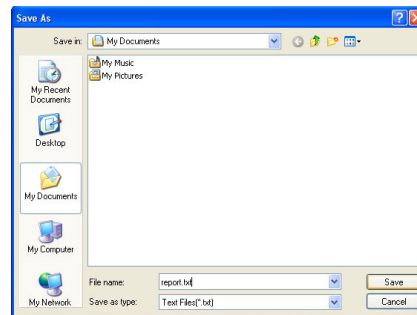 Save As
Save in: My Documents
My Music
My Pictures
My Recent
Documents
Desktop
My Documents
My Computer
My Network
File name: report.txt Save
Save as type: Text Files(*.txt) Cancel